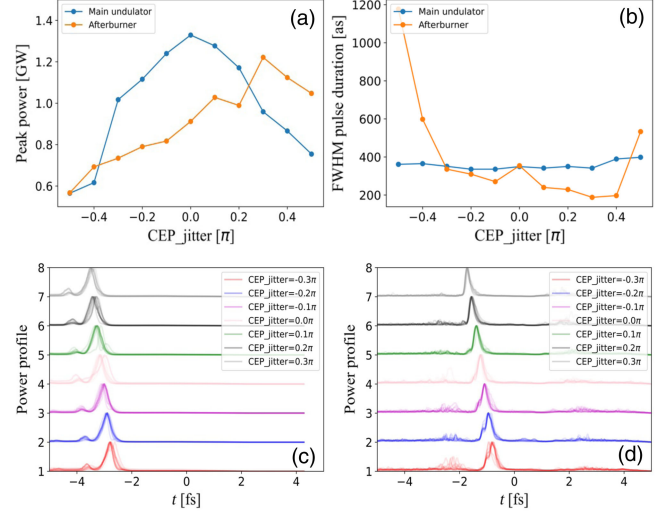 (a)
Main undulator
Afterburner
Peak power [GW]
1.4
1.2
1.0
0.8
0.6
−0.4 −0.2 0.0 0.2 0.4
CEP_jitter [π]
(b)
Main undulator
Afterburner
FWHM pulse duration [as]
1200
1000
800
600
400
200
−0.4 −0.2 0.0 0.2 0.4
CEP_jitter [π]
(c)
CEP_jitter=-0.3π
CEP_jitter=-0.2π
CEP_jitter=-0.1π
CEP_jitter=0.0π
CEP_jitter=0.1π
CEP_jitter=0.2π
CEP_jitter=0.3π
Power profile
8
7
6
5
4
3
2
1
−4 −2 0 2 4
t [fs]
(d)
CEP_jitter=-0.3π
CEP_jitter=-0.2π
CEP_jitter=-0.1π
CEP_jitter=0.0π
CEP_jitter=0.1π
CEP_jitter=0.2π
CEP_jitter=0.3π
Power profile
8
7
6
5
4
3
2
1
−4 −2 0 2 4
t [fs]